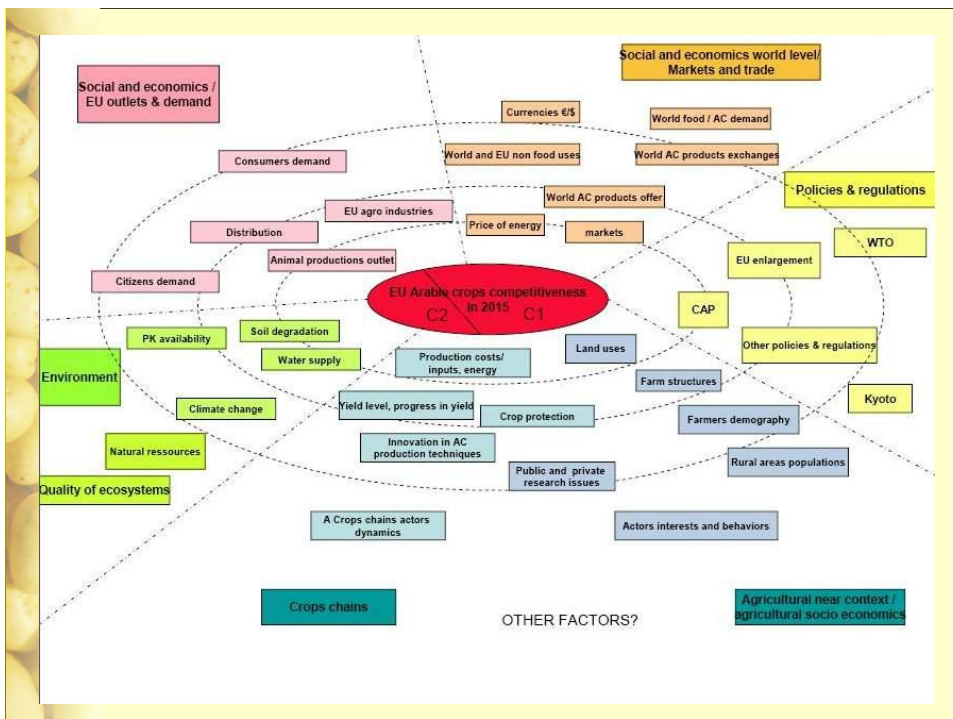 Social and economics /
EU outlets & demand
Social and economics world level/
Markets and trade
Currencies €/$
World food / AC demand
Consumers demand
World and EU non food uses
World AC products exchanges
Policies & regulations
EU agro industries
World AC products offer
Distribution
Price of energy
markets
WTO
Animal productions outlet
EU enlargement
Citizens demand
EU Arable crops competitiveness
in 2015
C2
C1
CAP
PK availability
Soil degradation
Water supply
Production costs/
inputs, energy
Land uses
Other policies & regulations
Environment
Farm structures
Climate change
Yield level, progress in yield
Crop protection
Farmers demography
Kyoto
Natural ressources
Innovation in AC
production techniques
Public and private
research issues
Rural areas populations
Quality of ecosystems
A Crops chains actors
dynamics
Actors interests and behaviors
Crops chains
OTHER FACTORS?
Agricultural near context /
agricultural socio economics